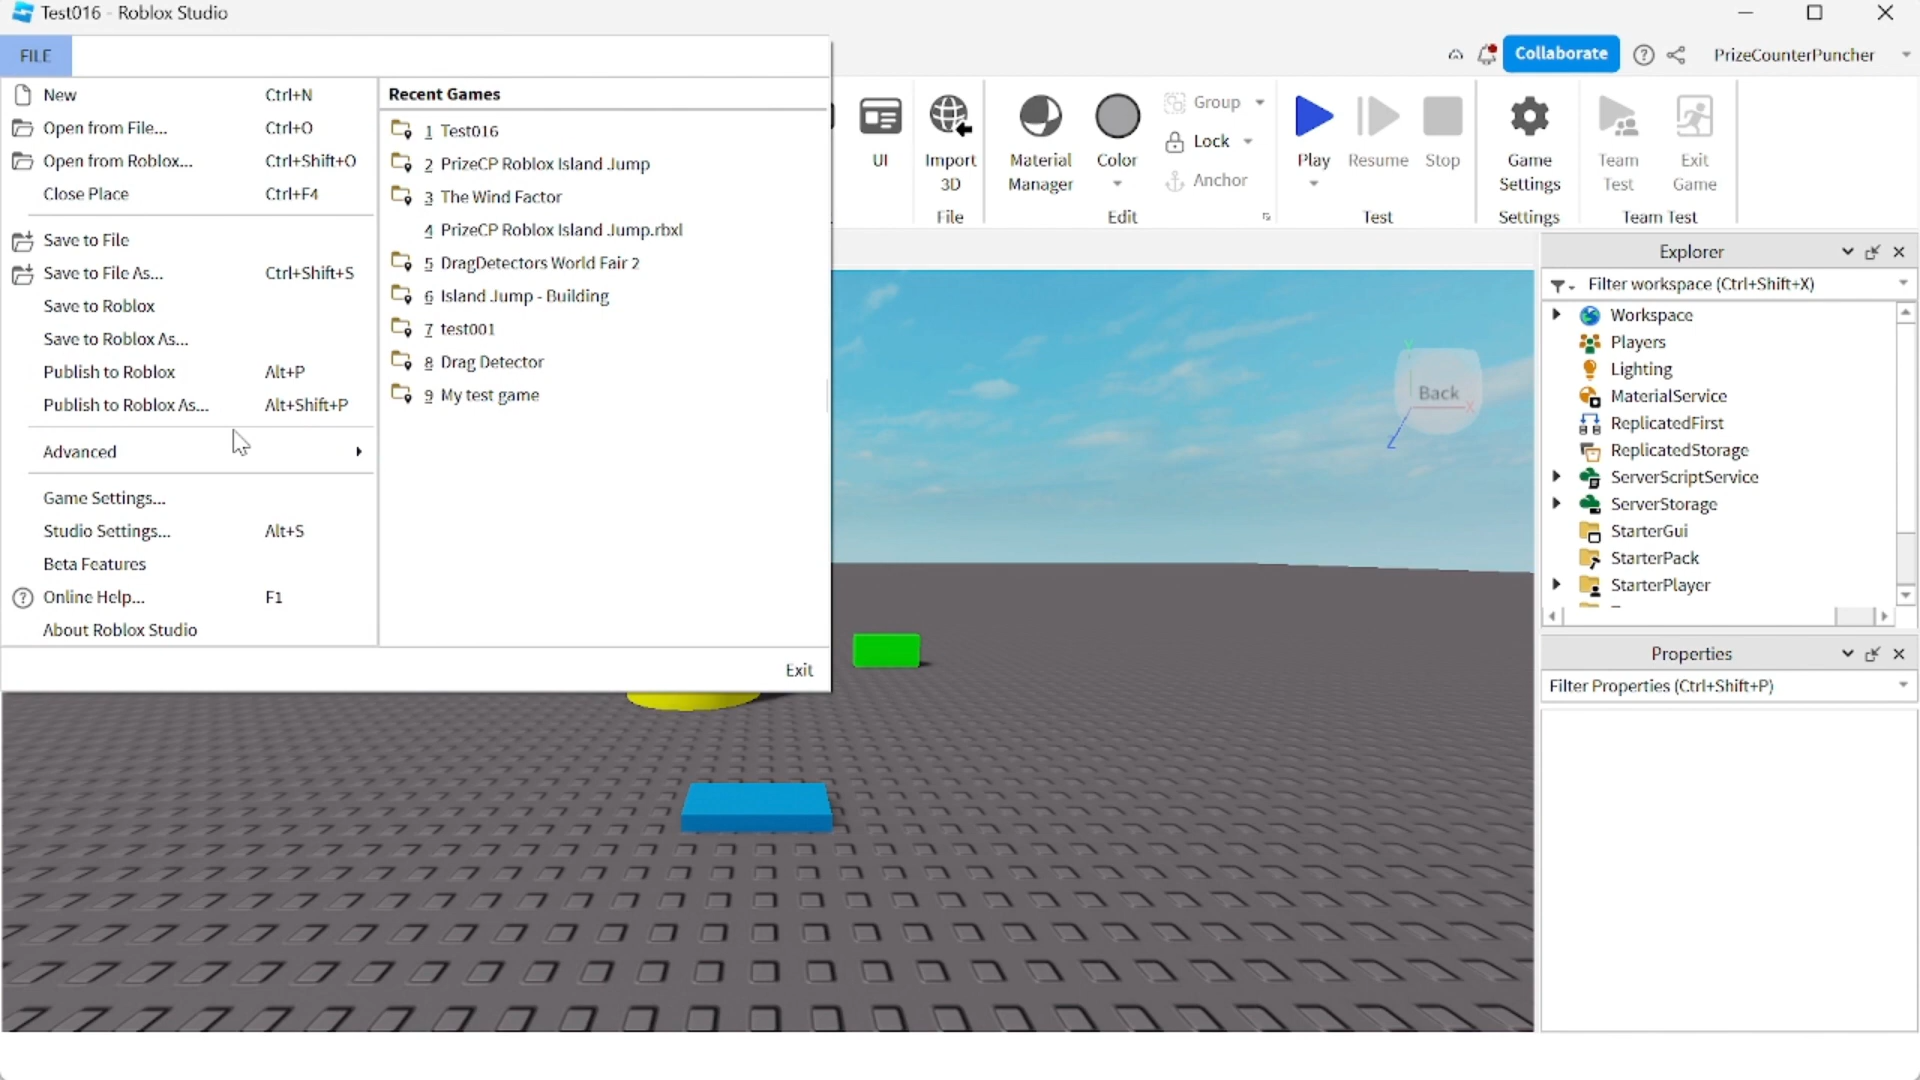 Test016 - Roblox Studio
FILE
Collaborate
PrizeCounterPuncher
New Ctrl+N
Open from File... Ctrl+O
Open from Roblox... Ctrl+Shift+O
Close Place Ctrl+F4
Save to File
Save to File As... Ctrl+Shift+S
Save to Roblox
Save to Roblox As...
Publish to Roblox Alt+P
Publish to Roblox As... Alt+Shift+P
Advanced
Game Settings...
Studio Settings... Alt+S
Beta Features
Online Help... F1
About Roblox Studio
Recent Games
1 Test016
2 PrizeCP Roblox Island Jump
3 The Wind Factor
4 PrizeCP Roblox Island Jump.rbxl
5 DragDetectors World Fair 2
6 Island Jump - Building
7 test001
8 Drag Detector
9 My test game
Exit
UI
Import
3D
File
Material
Manager
Color
Group
Lock
Anchor
Edit
Play
Resume
Stop
Test
Game
Settings
Settings
Team
Test
Exit
Game
Team Test
Y
Back
X
Z
Explorer
Filter workspace (Ctrl+Shift+X)
Workspace
Players
Lighting
MaterialService
ReplicatedFirst
ReplicatedStorage
ServerScriptService
ServerStorage
StarterGui
StarterPack
StarterPlayer
Properties
Filter Properties (Ctrl+Shift+P)